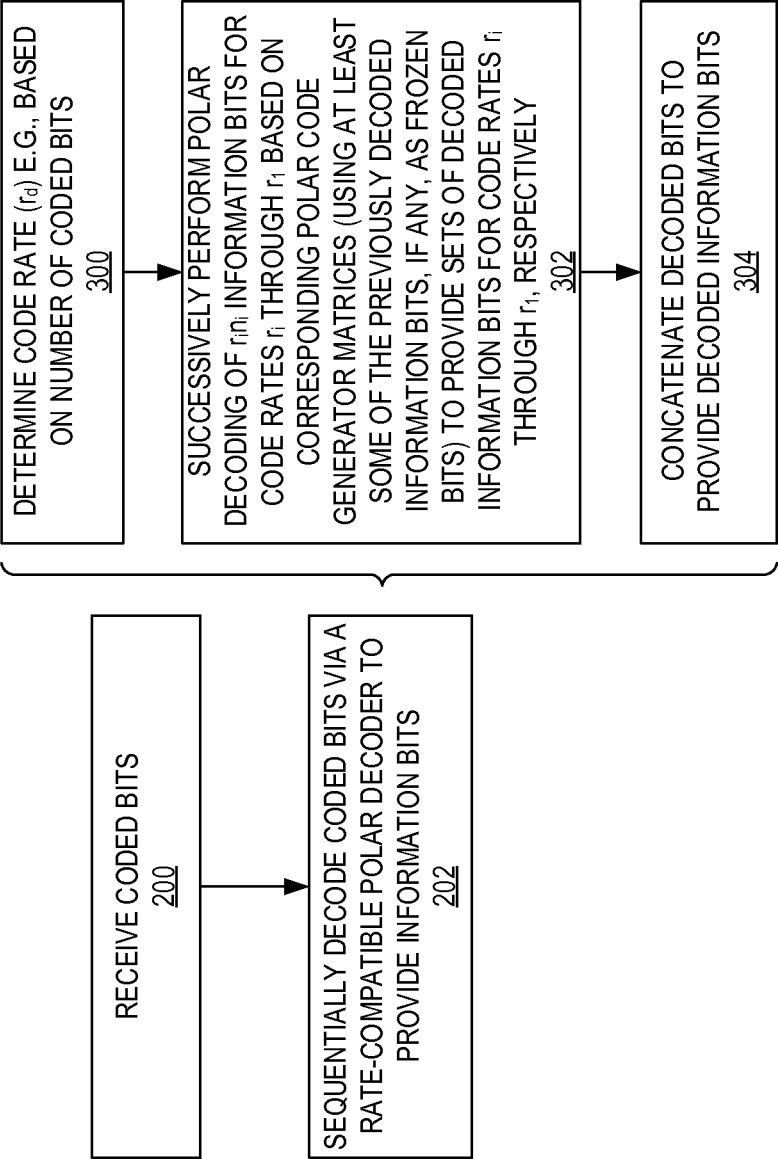 RECEIVE CODED BITS
200
SEQUENTIALLY DECODE CODED BITS VIA A
RATE-COMPATIBLE POLAR DECODER TO
PROVIDE INFORMATION BITS
202
DETERMINE CODE RATE (rd) E.G., BASED
ON NUMBER OF CODED BITS
300
SUCCESSIVELY PERFORM POLAR
DECODING OF rini INFORMATION BITS FOR
CODE RATES ri THROUGH r1 BASED ON
CORRESPONDING POLAR CODE
GENERATOR MATRICES (USING AT LEAST
SOME OF THE PREVIOUSLY DECODED
INFORMATION BITS, IF ANY, AS FROZEN
BITS) TO PROVIDE SETS OF DECODED
INFORMATION BITS FOR CODE RATES ri
THROUGH r1, RESPECTIVELY
302
CONCATENATE DECODED BITS TO
PROVIDE DECODED INFORMATION BITS
304